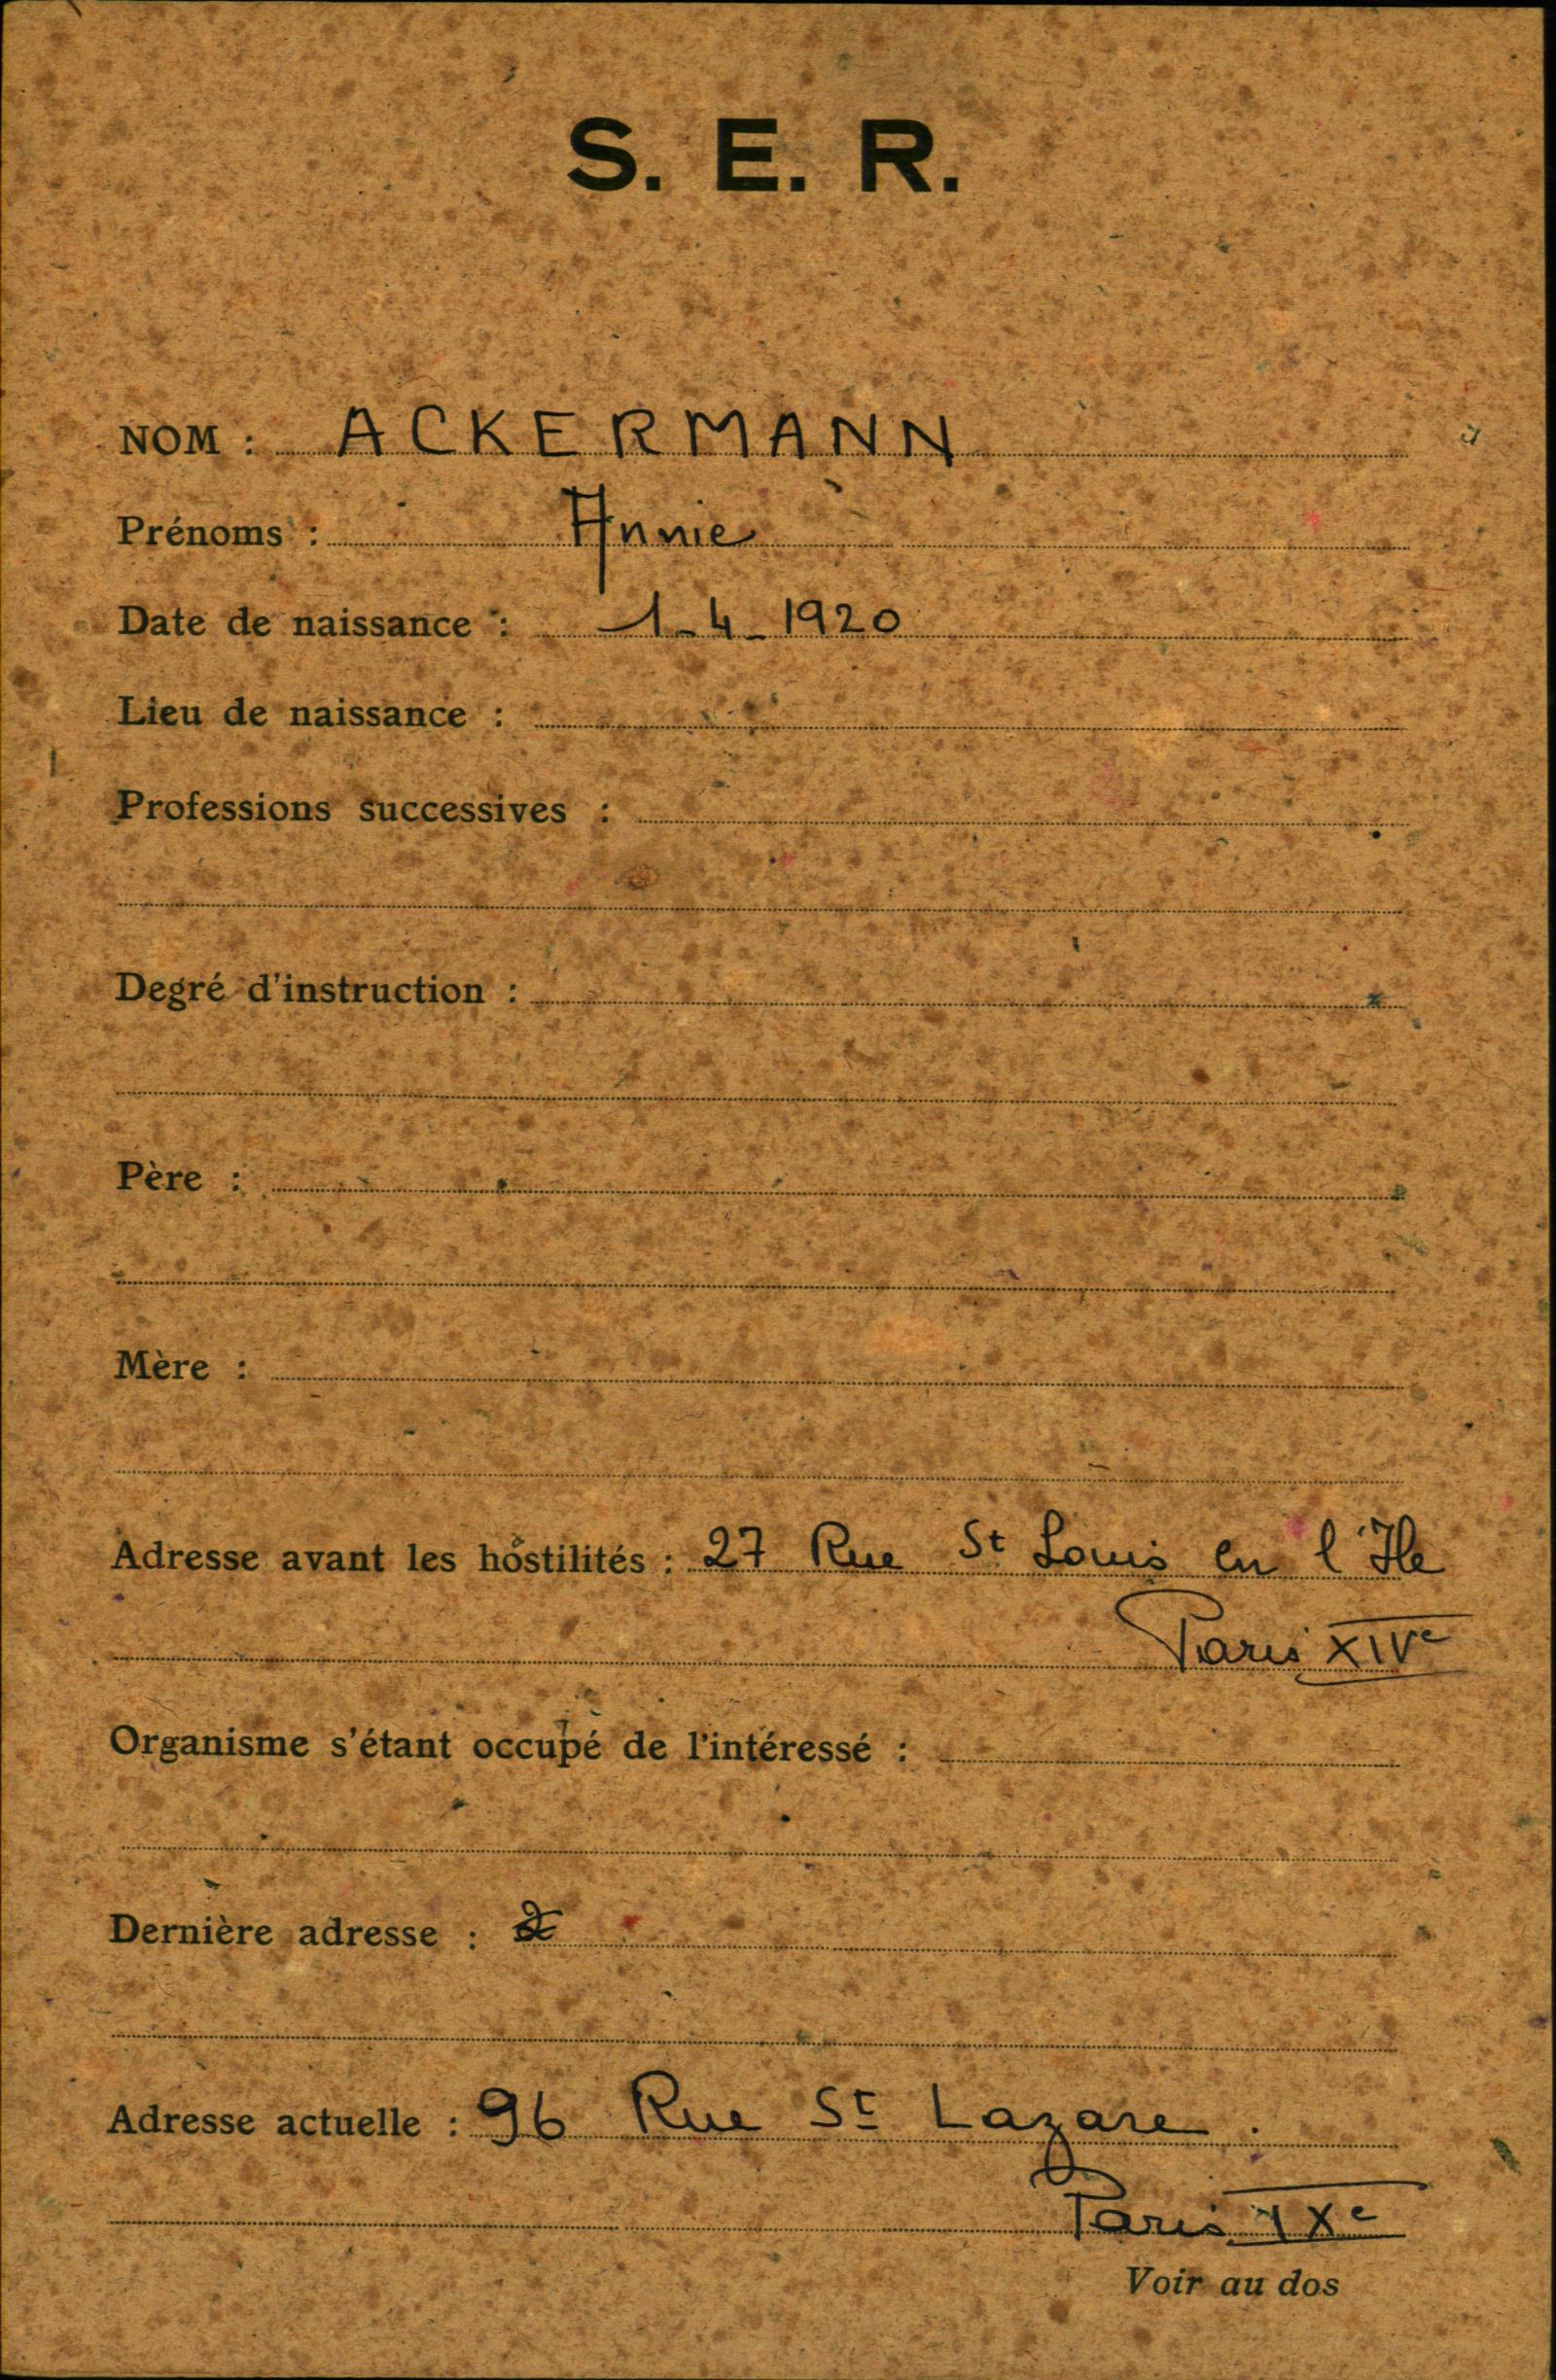 S. E. R.
NOM : ACKERMANN
Prénoms : Annie
Date de naissance : 1-4-1920
Lieu de naissance :
Professions successives :
Degré d'instruction :
Père :
Mère :
Adresse avant les hostilités : 27 Rue St Louis en l'Ile
Paris XIVe
Organisme s'étant occupé de l'intéressé :
Dernière adresse :
Adresse actuelle : 96 Rue St Lazare.
Paris IXe
Voir au dos